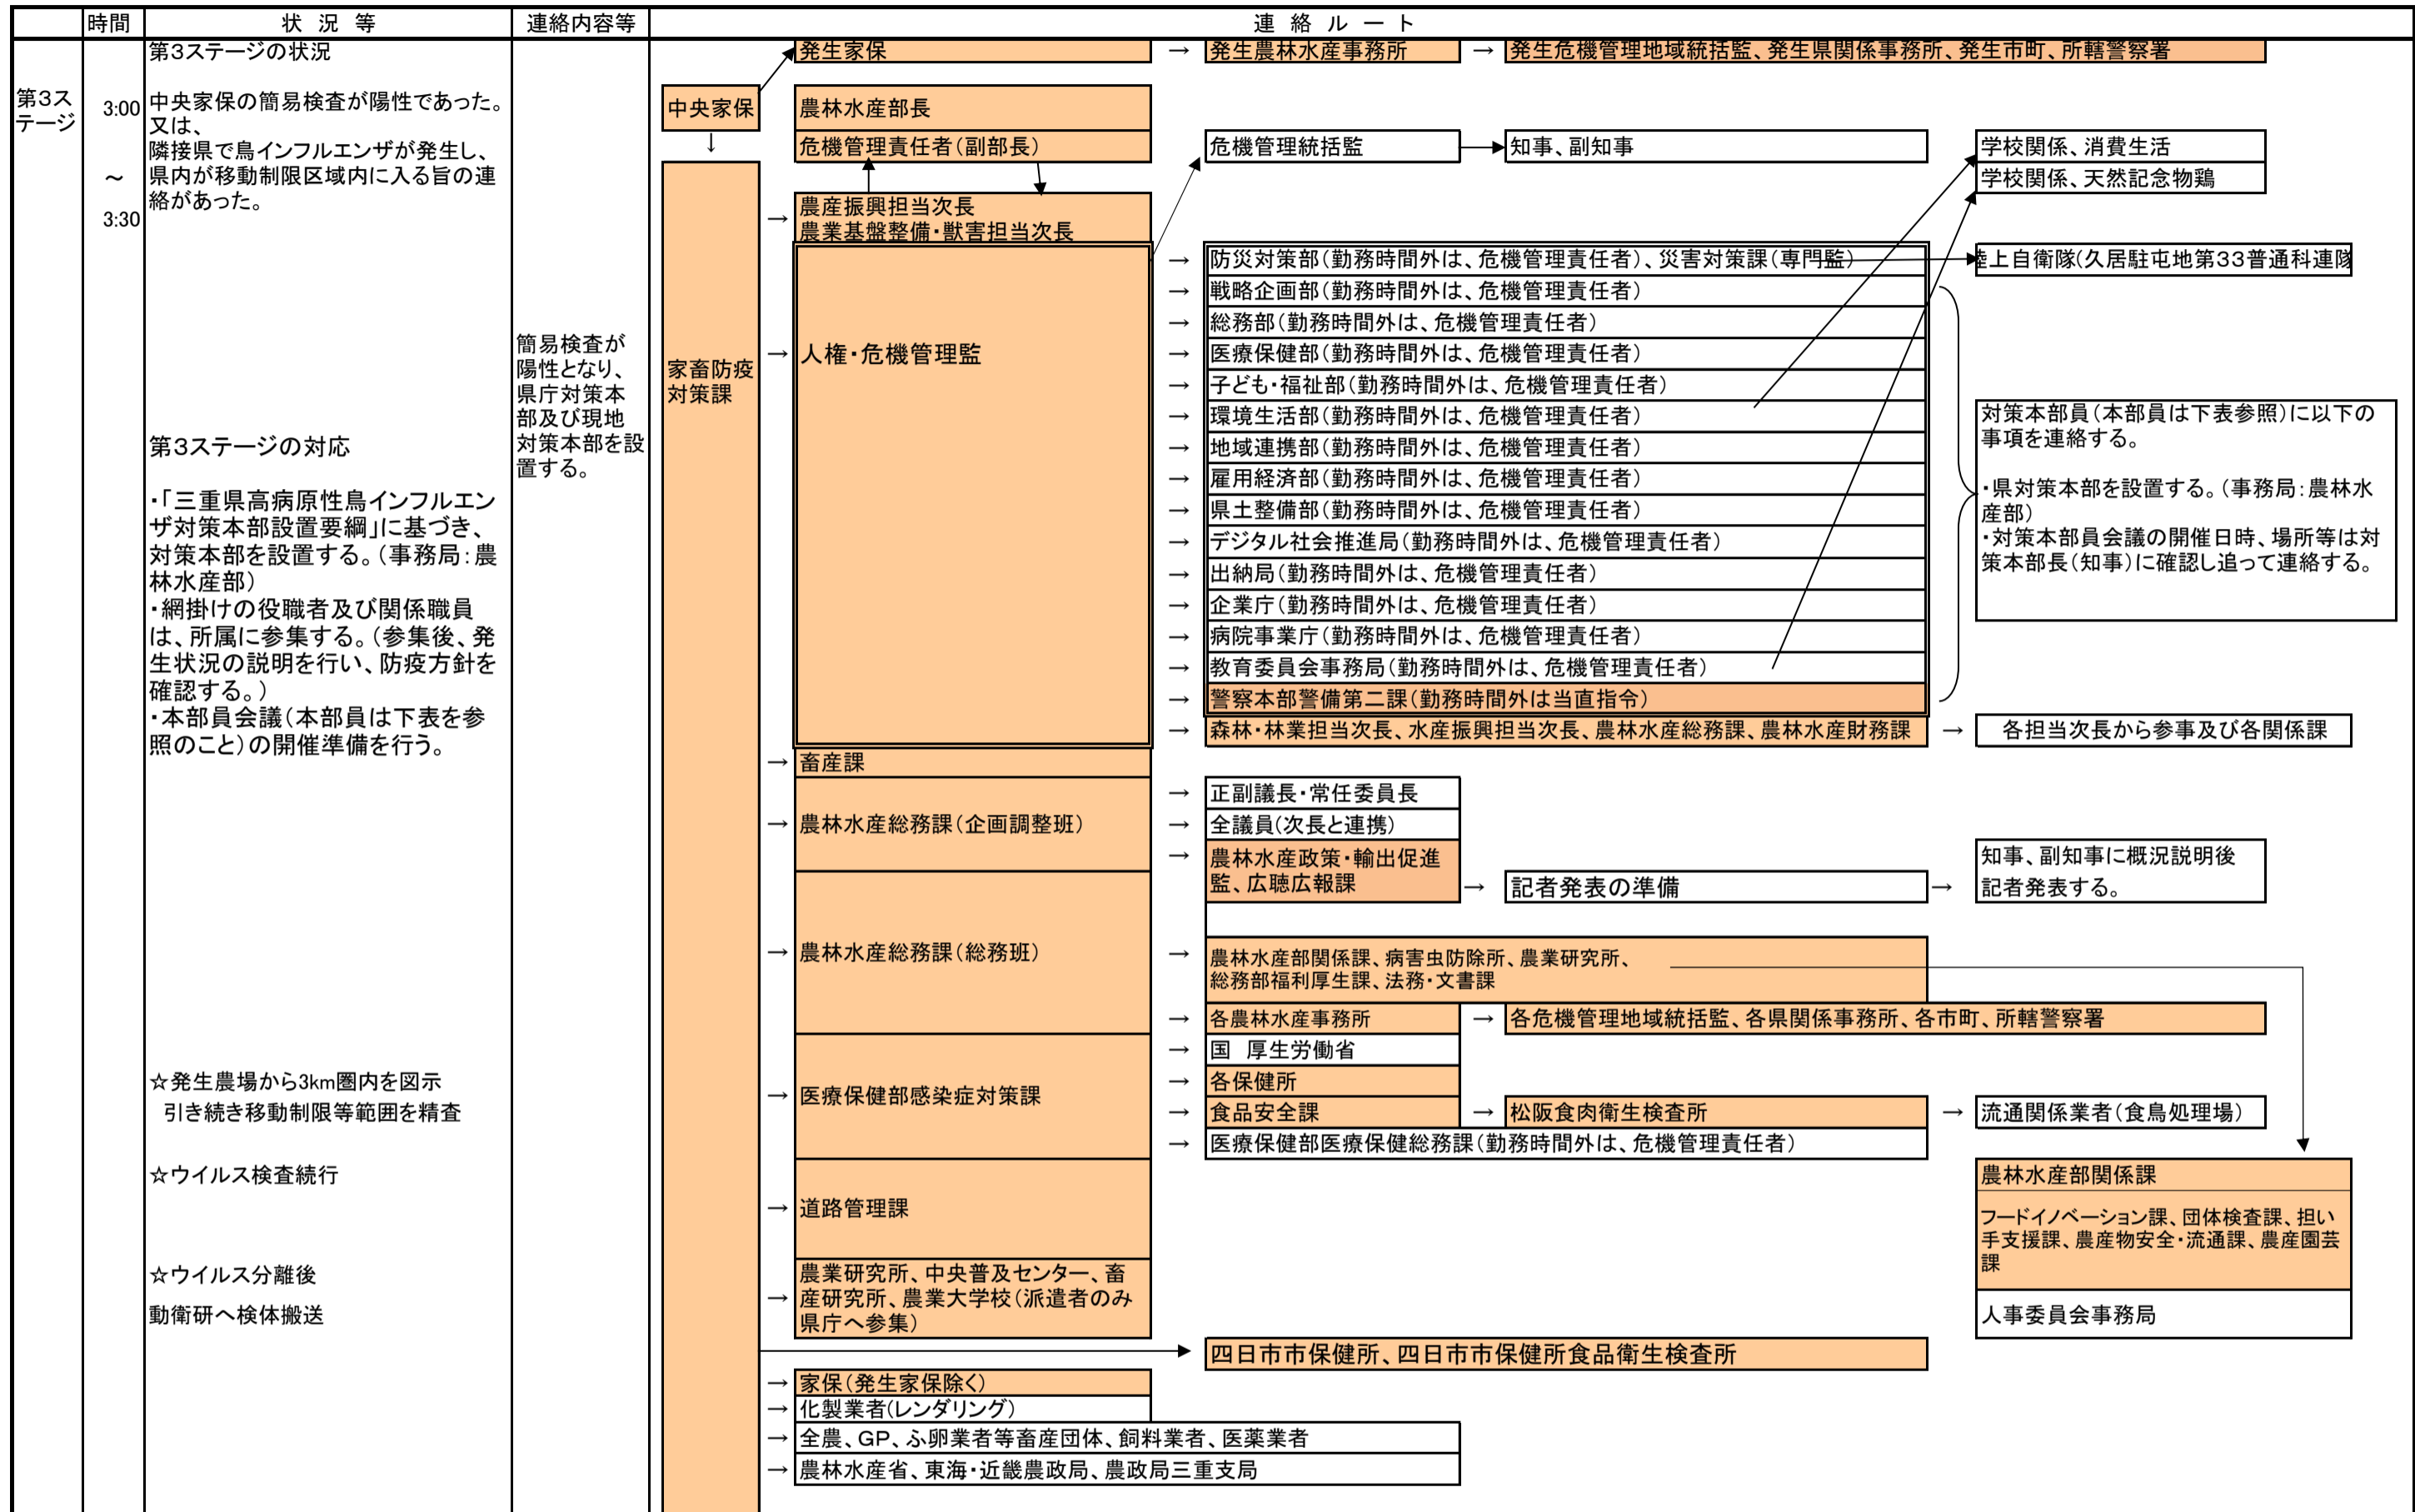 時間 状況等 連絡内容等 連絡ルート
第3ス
テージ
3:00
～
3:30
第3ステージの状況
中央家保の簡易検査が陽性であった。
又は、
隣接県で鳥インフルエンザが発生し、
県内が移動制限区域内に入る旨の連
絡があった。
第3ステージの対応
・「三重県高病原性鳥インフルエン
ザ対策本部設置要綱」に基づき、
対策本部を設置する。（事務局：農
林水産部）
・網掛けの役職者及び関係職員
は、所属に参集する。（参集後、発
生状況の説明を行い、防疫方針を
確認する。）
・本部員会議（本部員は下表を参
照のこと）の開催準備を行う。
☆発生農場から3km圏内を図示
引き続き移動制限等範囲を精査
☆ウイルス検査続行
☆ウイルス分離後
動衛研へ検体搬送
簡易検査が
陽性となり、
県庁対策本
部及び現地
対策本部を設
置する。
中央家保
↓
家畜防疫
対策課
発生家保 → 発生農林水産事務所 → 発生危機管理地域統括監、発生県関係事務所、発生市町、所轄警察署
農林水産部長
危機管理責任者（副部長）
危機管理統括監
知事、副知事
学校関係、消費生活
学校関係、天然記念物鶏
→ 農産振興担当次長
農業基盤整備・獣害担当次長
→ 人権・危機管理監
→ 防災対策部（勤務時間外は、危機管理責任者）、災害対策課（専門監）
陸上自衛隊（久居駐屯地第33普通科連隊
→ 戦略企画部（勤務時間外は、危機管理責任者）
→ 総務部（勤務時間外は、危機管理責任者）
→ 医療保健部（勤務時間外は、危機管理責任者）
→ 子ども・福祉部（勤務時間外は、危機管理責任者）
→ 環境生活部（勤務時間外は、危機管理責任者）
→ 地域連携部（勤務時間外は、危機管理責任者）
→ 雇用経済部（勤務時間外は、危機管理責任者）
→ 県土整備部（勤務時間外は、危機管理責任者）
→ デジタル社会推進局（勤務時間外は、危機管理責任者）
→ 出納局（勤務時間外は、危機管理責任者）
→ 企業庁（勤務時間外は、危機管理責任者）
→ 病院事業庁（勤務時間外は、危機管理責任者）
→ 教育委員会事務局（勤務時間外は、危機管理責任者）
→ 警察本部警備第二課（勤務時間外は当直指令）
→ 森林・林業担当次長、水産振興担当次長、農林水産総務課、農林水産財務課 → 各担当次長から参事及び各関係課
対策本部員（本部員は下表参照）に以下の
事項を連絡する。
・県対策本部を設置する。（事務局：農林水
産部）
・対策本部員会議の開催日時、場所等は対
策本部長（知事）に確認し追って連絡する。
→ 畜産課
→ 農林水産総務課（企画調整班）
→ 正副議長・常任委員長
→ 全議員（次長と連携）
→ 農林水産政策・輸出促進
監、広聴広報課
→ 記者発表の準備 →
知事、副知事に概況説明後
記者発表する。
→ 農林水産総務課（総務班）
→ 農林水産部関係課、病害虫防除所、農業研究所、
総務部福利厚生課、法務・文書課
→ 各農林水産事務所 → 各危機管理地域統括監、各県関係事務所、各市町、所轄警察署
→ 医療保健部感染症対策課
→ 国　厚生労働省
→ 各保健所
→ 食品安全課 → 松阪食肉衛生検査所 → 流通関係業者（食鳥処理場）
→ 医療保健部医療保健総務課（勤務時間外は、危機管理責任者）
→ 道路管理課
農林水産部関係課
フードイノベーション課、団体検査課、担い
手支援課、農産物安全・流通課、農産園芸
課
人事委員会事務局
→ 農業研究所、中央普及センター、畜
産研究所、農業大学校（派遣者のみ
県庁へ参集）
四日市市保健所、四日市市保健所食品衛生検査所
→ 家保（発生家保除く）
→ 化製業者（レンダリング）
→ 全農、GP、ふ卵業者等畜産団体、飼料業者、医薬業者
→ 農林水産省、東海・近畿農政局、農政局三重支局